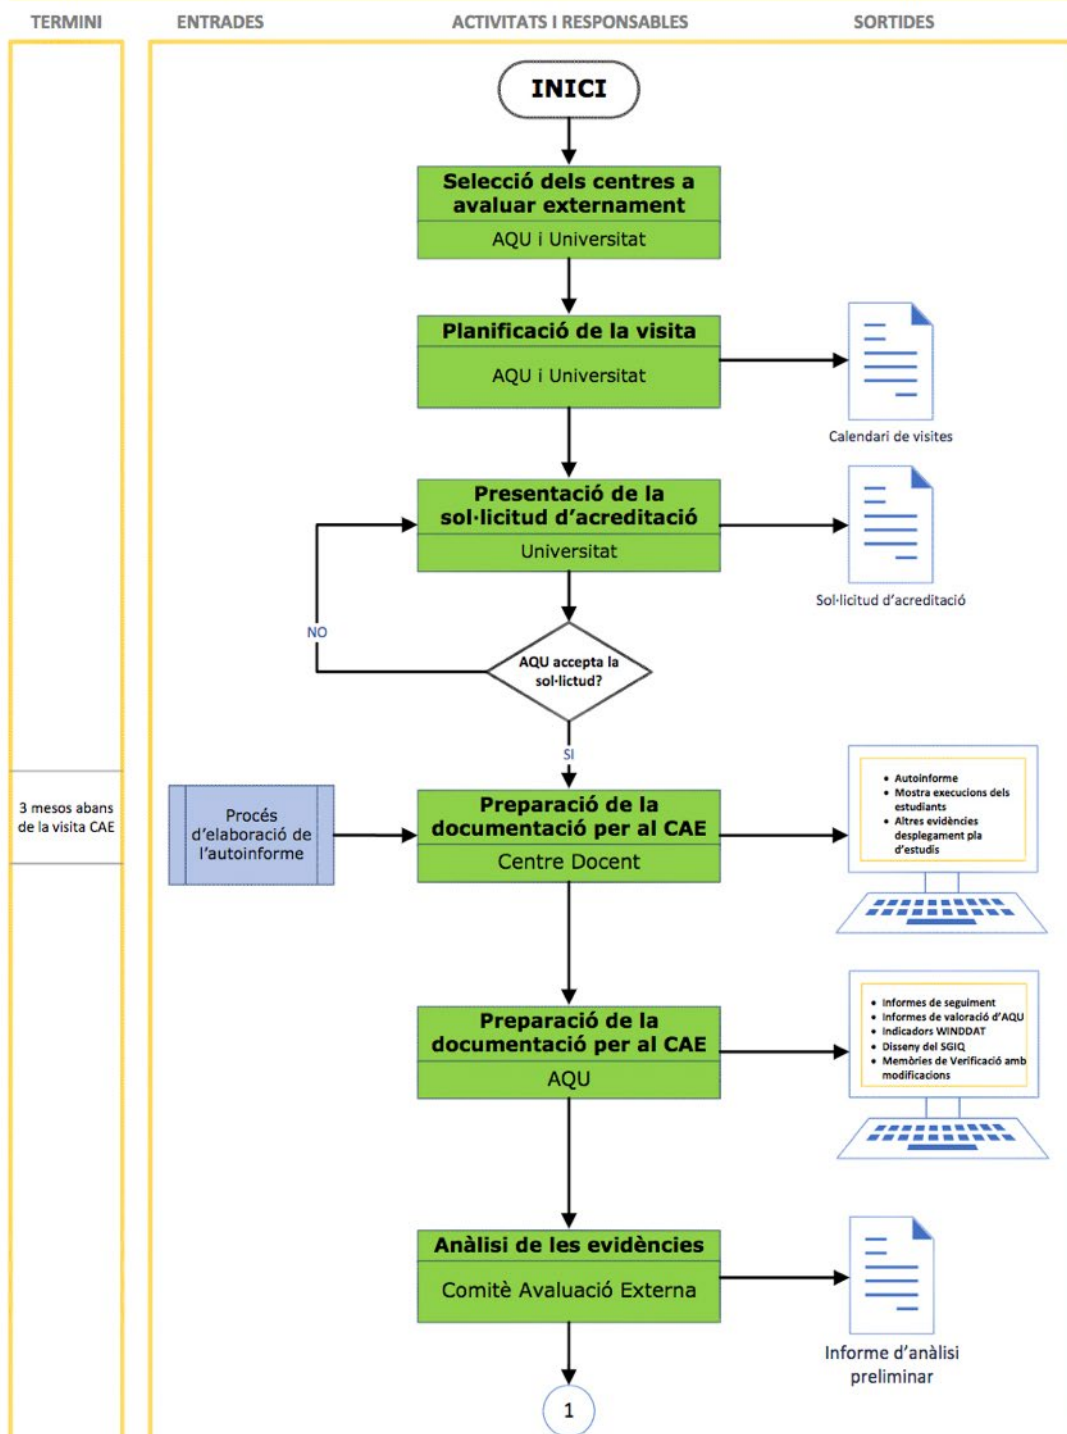 TERMINI
ENTRADES
ACTIVITATS I RESPONSABLES
SORTIDES
INICI
Selecció dels centres a
avaluar externament
AQU i Universitat
Planificació de la visita
AQU i Universitat
Calendari de visites
Presentació de la
sol·licitud d'acreditació
Universitat
Sol·licitud d'acreditació
NO
AQU accepta la
sol·lictud?
SI
3 mesos abans
de la visita CAE
Procés
d'elaboració de
l'autoinforme
Preparació de la
documentació per al CAE
Centre Docent
• Autoinforme
• Mostra execucions dels
estudiants
• Altres evidències
desplegament pla
d'estudis
Preparació de la
documentació per al CAE
AQU
• Informes de seguiment
• Informes de valoració d'AQU
• Indicadors WINDDAT
• Disseny del SGIQ
• Memòries de Verificació amb
modificacions
Anàlisi de les evidències
Comitè Avaluació Externa
Informe d'anàlisi
preliminar
1